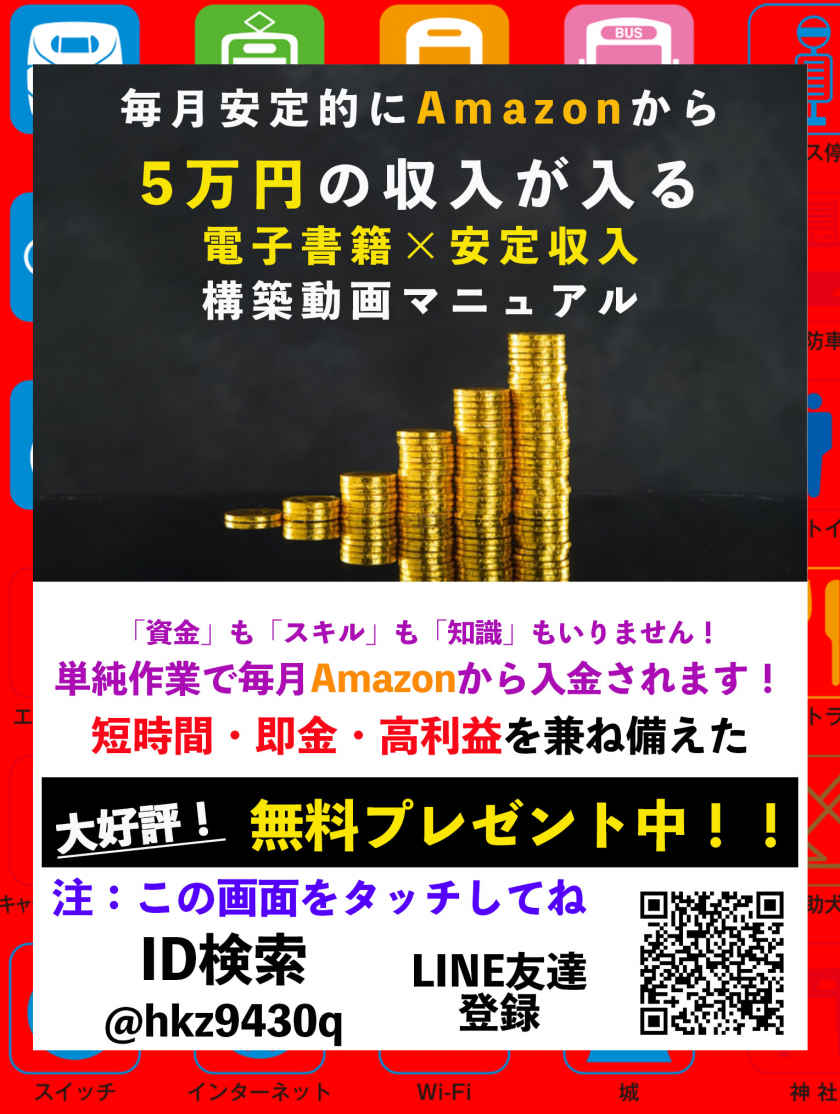 BUS
毎月安定的にAmazonから
ス停
5万円の収入が入る
電子書籍×安定収入
構築動画マニュアル
防車
トイ
「資金」も「スキル」も「知識」もいりません！
単純作業で毎月Amazonから入金されます！
エ
トラ
短時間・即金・高利益を兼ね備えた
大好評！ 無料プレゼント中！！
注：この画面をタッチしてね
キャ
助犬
ID検索
@hkz9430q
LINE友達
登録
スイッチ
インターネット
Wi-Fi
城
神社